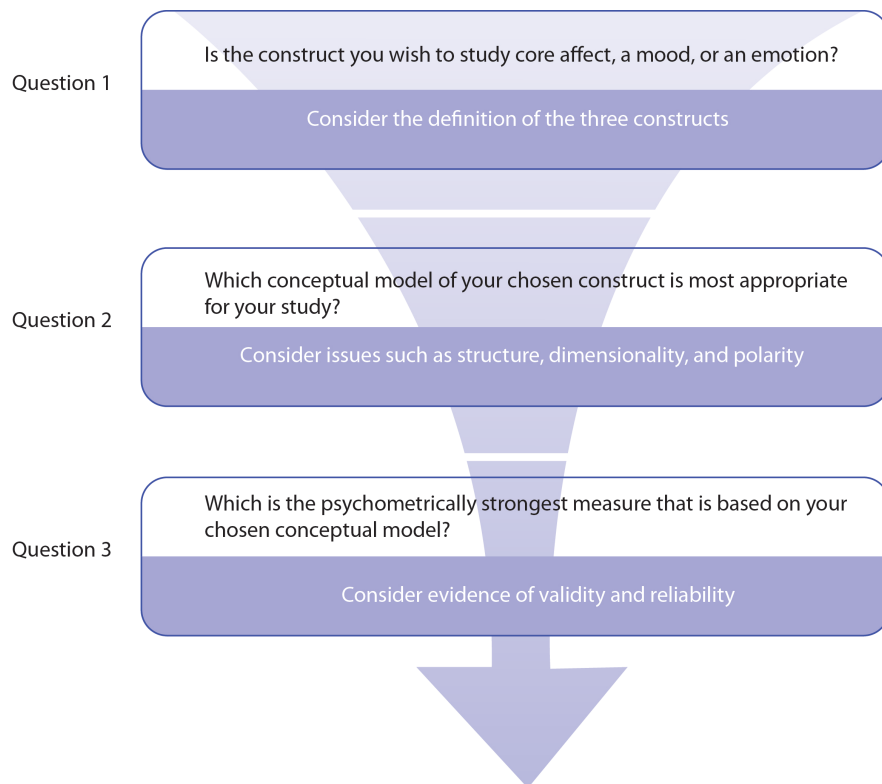 Question 1
Is the construct you wish to study core affect, a mood, or an emotion?
Consider the definition of the three constructs
Question 2
Which conceptual model of your chosen construct is most appropriate
for your study?
Consider issues such as structure, dimensionality, and polarity
Question 3
Which is the psychometrically strongest measure that is based on your
chosen conceptual model?
Consider evidence of validity and reliability